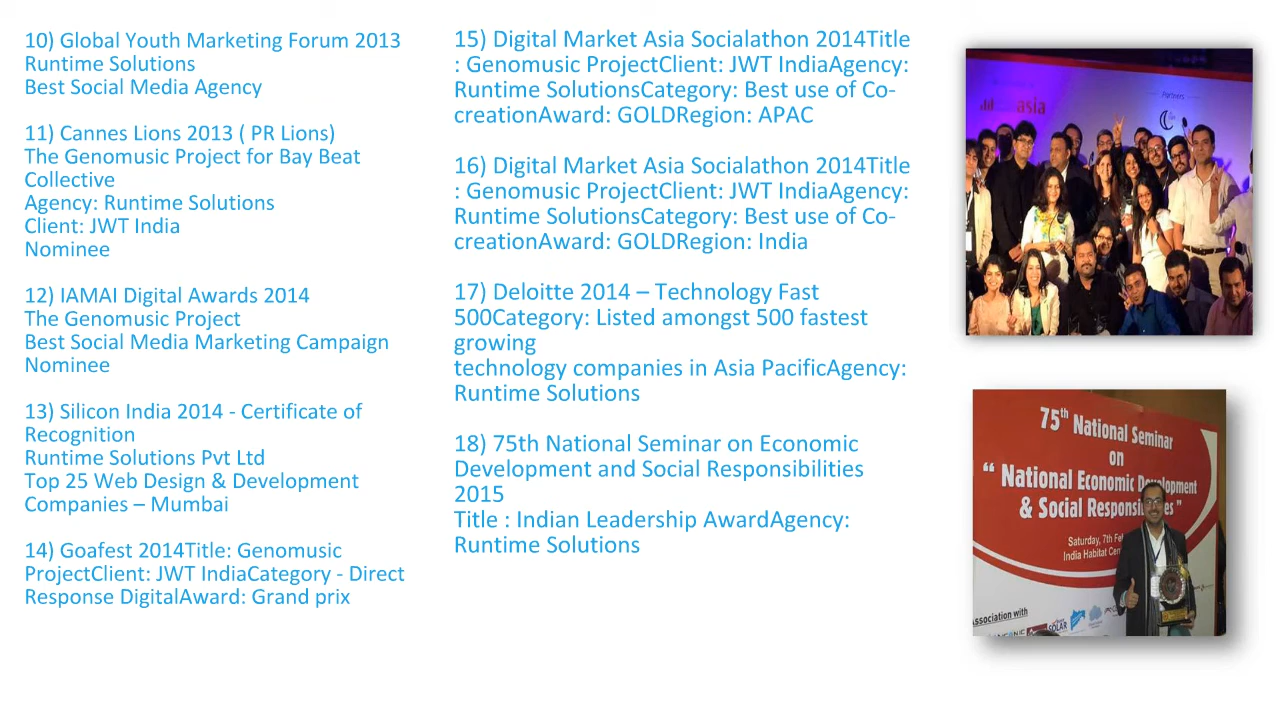 10) Global Youth Marketing Forum 2013
Runtime Solutions
Best Social Media Agency
11) Cannes Lions 2013 ( PR Lions)
The Genomusic Project for Bay Beat
Collective
Agency: Runtime Solutions
Client: JWT India
Nominee
12) IAMAI Digital Awards 2014
The Genomusic Project
Best Social Media Marketing Campaign
Nominee
13) Silicon India 2014 - Certificate of
Recognition
Runtime Solutions Pvt Ltd
Top 25 Web Design & Development
Companies – Mumbai
14) Goafest 2014Title: Genomusic
ProjectClient: JWT IndiaCategory - Direct
Response DigitalAward: Grand prix
15) Digital Market Asia Socialathon 2014Title
: Genomusic ProjectClient: JWT IndiaAgency:
Runtime SolutionsCategory: Best use of Co-
creationAward: GOLDRegion: APAC
16) Digital Market Asia Socialathon 2014Title
: Genomusic ProjectClient: JWT IndiaAgency:
Runtime SolutionsCategory: Best use of Co-
creationAward: GOLDRegion: India
17) Deloitte 2014 – Technology Fast
500Category: Listed amongst 500 fastest
growing
technology companies in Asia PacificAgency:
Runtime Solutions
18) 75th National Seminar on Economic
Development and Social Responsibilities
2015
Title : Indian Leadership AwardAgency:
Runtime Solutions
asia
Partners
75th National Seminar
on
“ National Economic Development
& Social Responsi es ”
Saturday, 7th Feb
India Habitat Cen
Association with
SOLAR